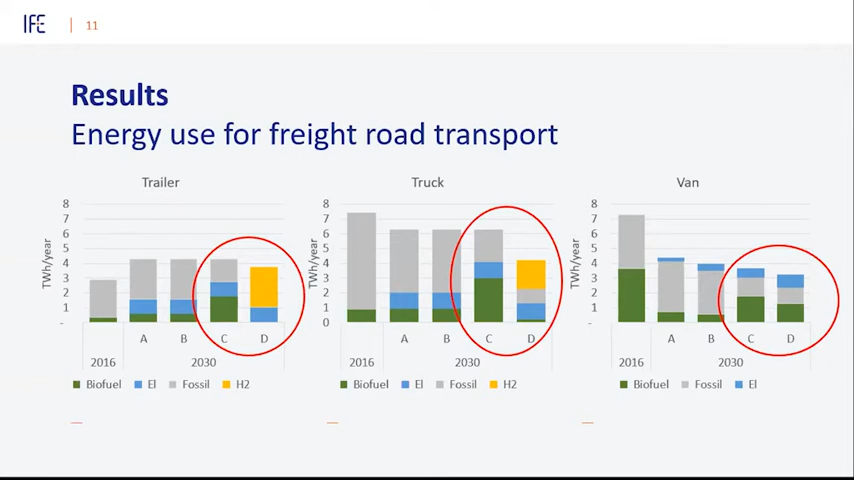 IFE | 11
Results
Energy use for freight road transport
Trailer
8
7
6
5
4
3
2
1
-
TWh/year
A B C D
2016 2030
Biofuel El Fossil H2
Truck
8
7
6
5
4
3
2
1
0
TWh/year
A B C D
2016 2030
Biofuel El Fossil H2
Van
8
7
6
5
4
3
2
1
-
TWh/year
A B C D
2016 2030
Biofuel Fossil El